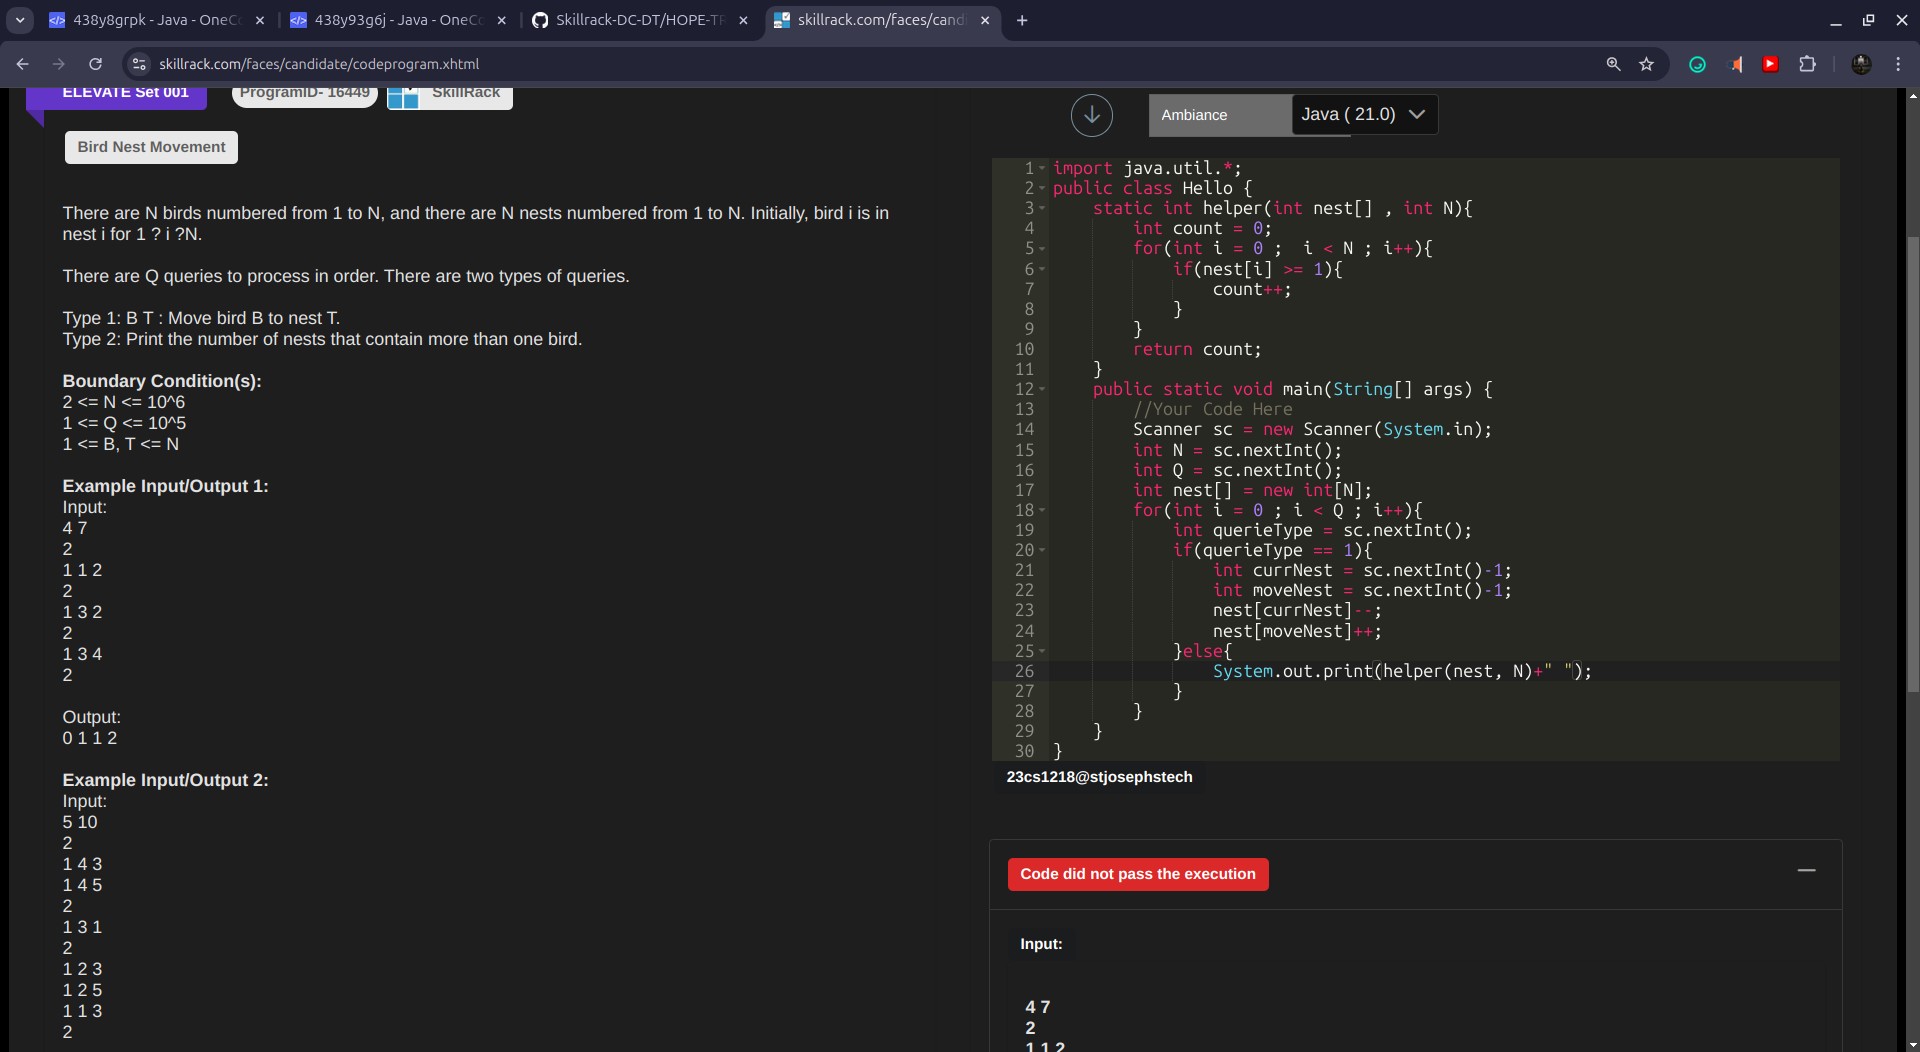 438y8grpk - Java - OneCo
438y93g6j - Java - OneCo
Skillrack-DC-DT/HOPE-TR
skillrack.com/faces/candi
skillrack.com/faces/candidate/codeprogram.xhtml
ELEVATE Set 001
ProgramID- 16449
SkillRack
Bird Nest Movement
There are N birds numbered from 1 to N, and there are N nests numbered from 1 to N. Initially, bird i is in
nest i for 1 ? i ?N.
There are Q queries to process in order. There are two types of queries.
Type 1: B T : Move bird B to nest T.
Type 2: Print the number of nests that contain more than one bird.
Boundary Condition(s):
2 <= N <= 10^6
1 <= Q <= 10^5
1 <= B, T <= N
Example Input/Output 1:
Input:
4 7
2
1 1 2
2
1 3 2
2
1 3 4
2
Output:
0 1 1 2
Example Input/Output 2:
Input:
5 10
2
1 4 3
1 4 5
2
1 3 1
2
1 2 3
1 2 5
1 1 3
2
Ambiance
Java ( 21.0)
1 import java.util.*;
2 public class Hello {
3 static int helper(int nest[] , int N){
4 int count = 0;
5 for(int i = 0 ;  i < N ; i++){
6 if(nest[i] >= 1){
7 count++;
8 }
9 }
10 return count;
11 }
12 public static void main(String[] args) {
13 //Your Code Here
14 Scanner sc = new Scanner(System.in);
15 int N = sc.nextInt();
16 int Q = sc.nextInt();
17 int nest[] = new int[N];
18 for(int i = 0 ; i < Q ; i++){
19 int querieType = sc.nextInt();
20 if(querieType == 1){
21 int currNest = sc.nextInt()-1;
22 int moveNest = sc.nextInt()-1;
23 nest[currNest]--;
24 nest[moveNest]++;
25 }else{
26 System.out.print(helper(nest, N)+" ");
27 }
28 }
29 }
30 }
23cs1218@stjosephstech
Code did not pass the execution
Input:
4 7
2
1 1 2